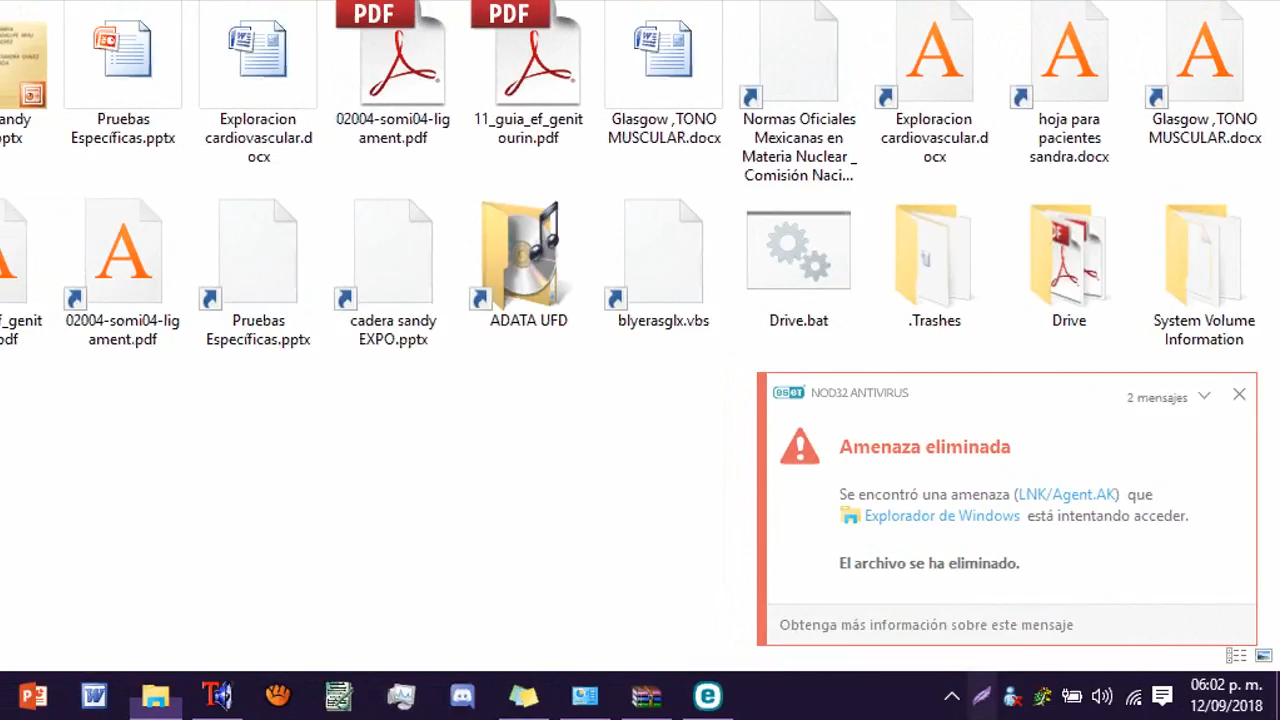 PDF
PDF
andy
Pruebas
Exploracion
02004-somi04-lig
11_guia_ef_genit
Glasgow ,TONO
Normas Oficiales
Exploracion
hoja para
Glasgow ,TONO
pptx
Específicas.pptx
cardiovascular.d
ament.pdf
ourin.pdf
MUSCULAR.docx
Mexicanas en
cardiovascular.d
pacientes
MUSCULAR.docx
ocx
Materia Nuclear _
ocx
sandra.docx
Comisión Naci...
f_genit
02004-somi04-lig
Pruebas
cadera sandy
ADATA UFD
blyerasglx.vbs
Drive.bat
.Trashes
Drive
System Volume
pdf
ament.pdf
Específicas.pptx
EXPO.pptx
Information
eset NOD32 ANTIVIRUS
2 mensajes
Amenaza eliminada
Se encontró una amenaza (LNK/Agent.AK) que
Explorador de Windows está intentando acceder.
El archivo se ha eliminado.
Obtenga más información sobre este mensaje
06:02 p. m.
12/09/2018